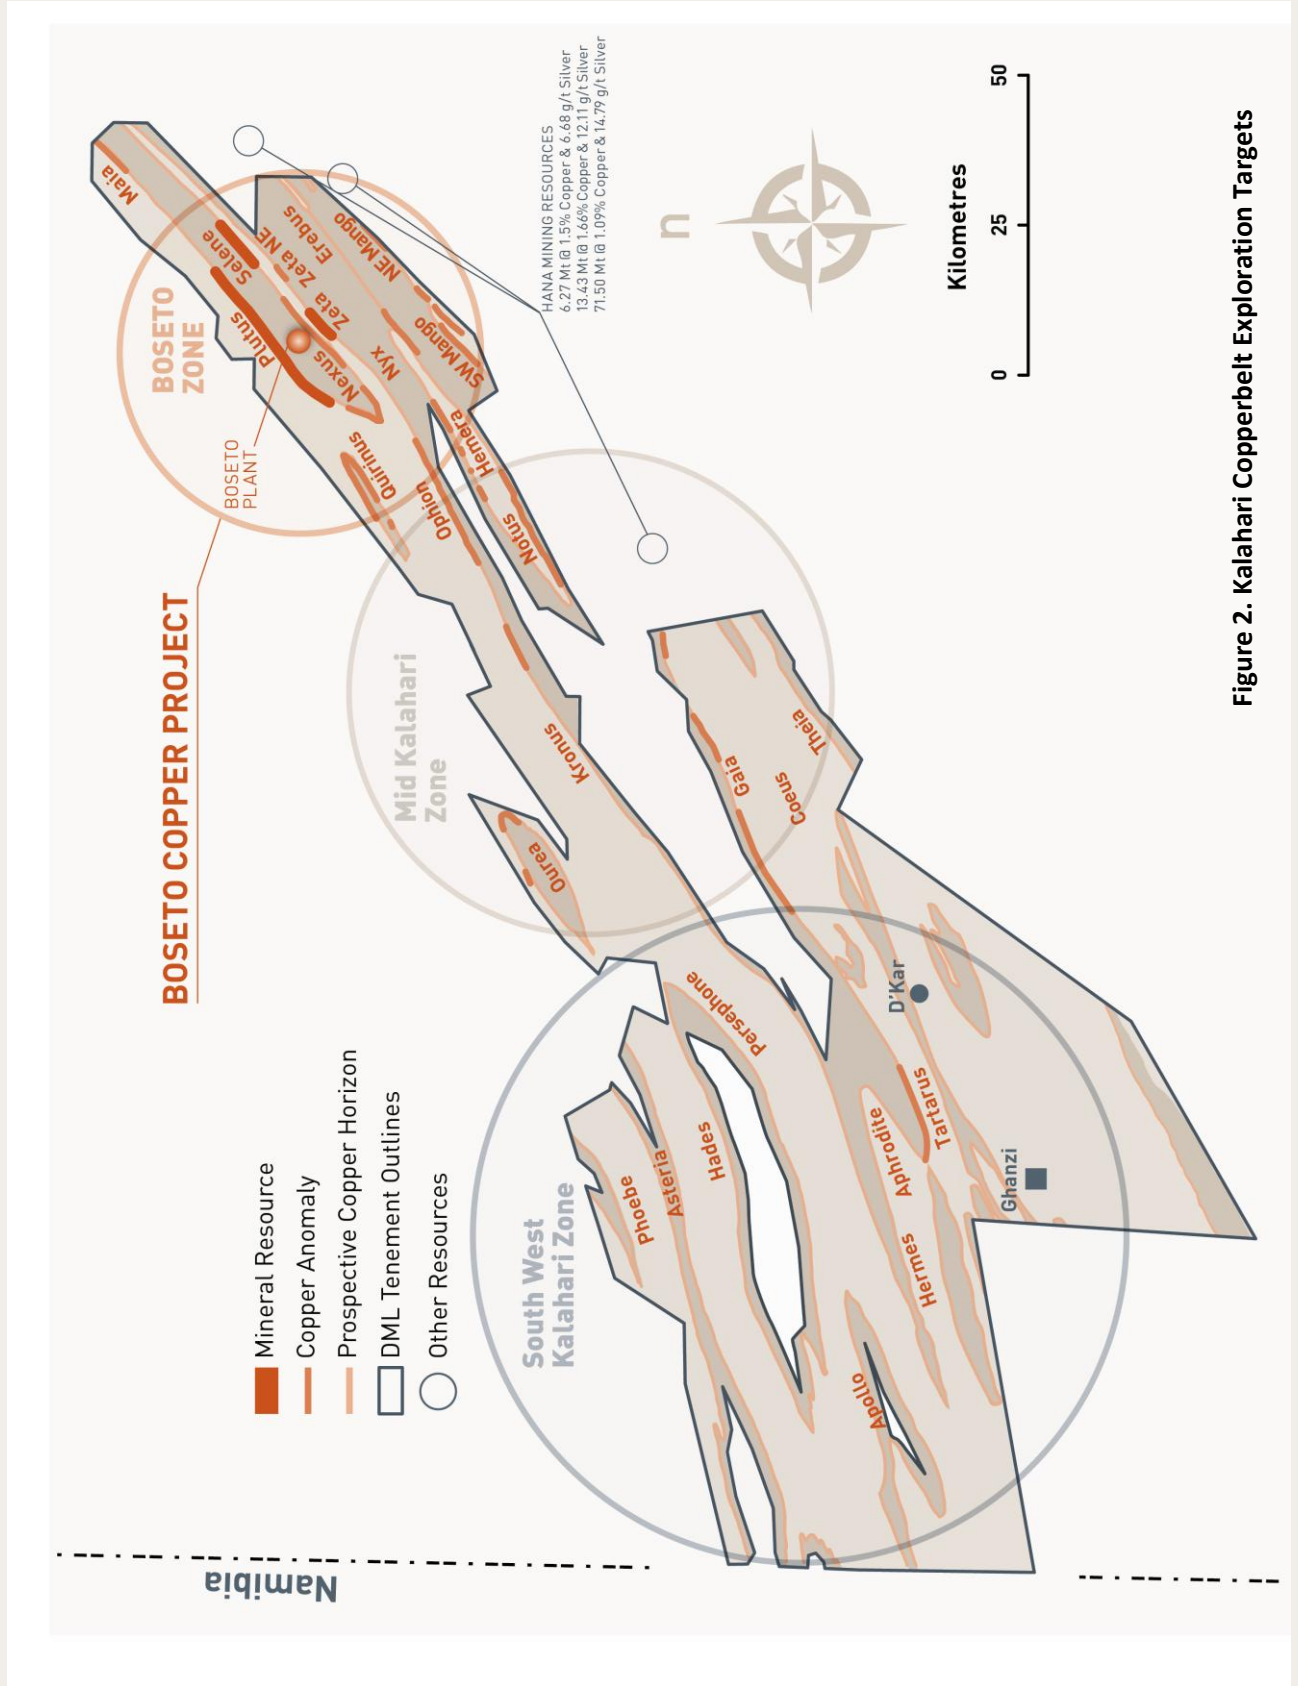 BOSETO COPPER PROJECT
BOSETO
PLANT
BOSETO
ZONE
Maia
Selene
Plutus
Zeta NE
Erebus
NE Mango
Zeta
Nexus
Nyx
SW Mango
Quirinus
Hemera
Ophion
Notus
HANA MINING RESOURCES
6.27 Mt @ 1.5% Copper & 6.68 g/t Silver
13.43 Mt @ 1.66% Copper & 12.11 g/t Silver
71.50 Mt @ 1.09% Copper & 14.79 g/t Silver
Mid Kalahari
Zone
Kronus
Ourea
Gaia
Coeus
Theia
n
Kilometres
0
25
50
South West
Kalahari Zone
Persephone
Phoebe
Asteria
Hades
Aphrodite
Tartarus
Hermes
Apollo
D'Kar
Ghanzi
Namibia
Mineral Resource
Copper Anomaly
Prospective Copper Horizon
DML Tenement Outlines
Other Resources
Figure 2. Kalahari Copperbelt Exploration Targets